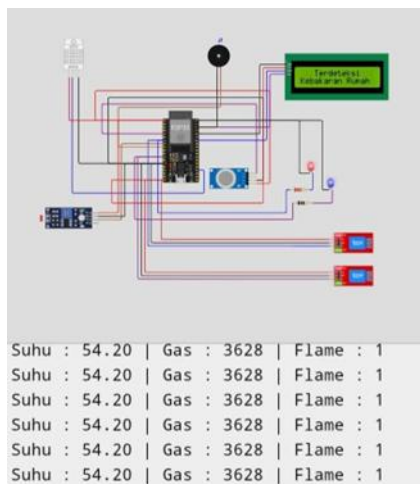 Terdeteksi
Kebakaran Rumah
Suhu : 54.20 | Gas : 3628 | Flame : 1
Suhu : 54.20 | Gas : 3628 | Flame : 1
Suhu : 54.20 | Gas : 3628 | Flame : 1
Suhu : 54.20 | Gas : 3628 | Flame : 1
Suhu : 54.20 | Gas : 3628 | Flame : 1
Suhu : 54.20 | Gas : 3628 | Flame : 1